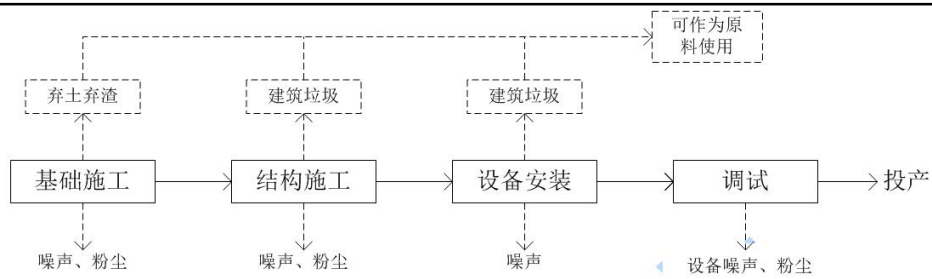 可作为原
料使用
弃土弃渣
建筑垃圾
建筑垃圾
基础施工
结构施工
设备安装
调试
投产
噪声、粉尘
噪声、粉尘
噪声
设备噪声、粉尘